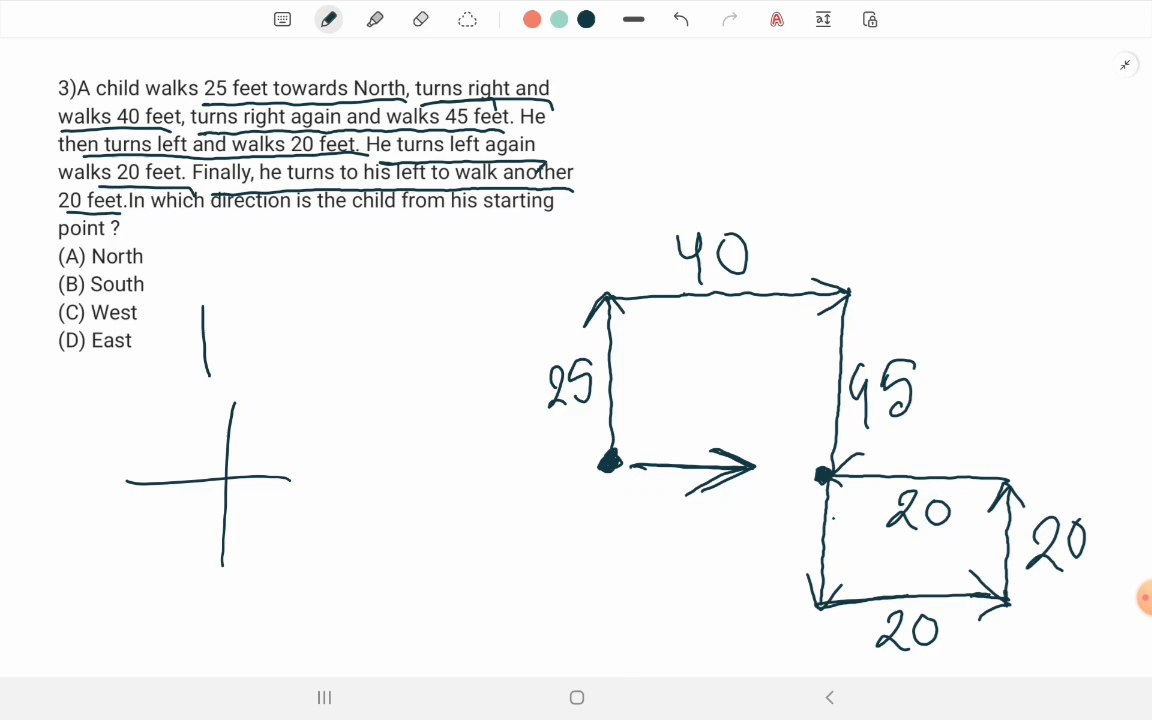 3)A child walks 25 feet towards North, turns right and
walks 40 feet, turns right again and walks 45 feet. He
then turns left and walks 20 feet. He turns left again
walks 20 feet. Finally, he turns to his left to walk another
20 feet.In which direction is the child from his starting
point ?
(A) North
(B) South
(C) West
(D) East
40
25
45
20
20
20